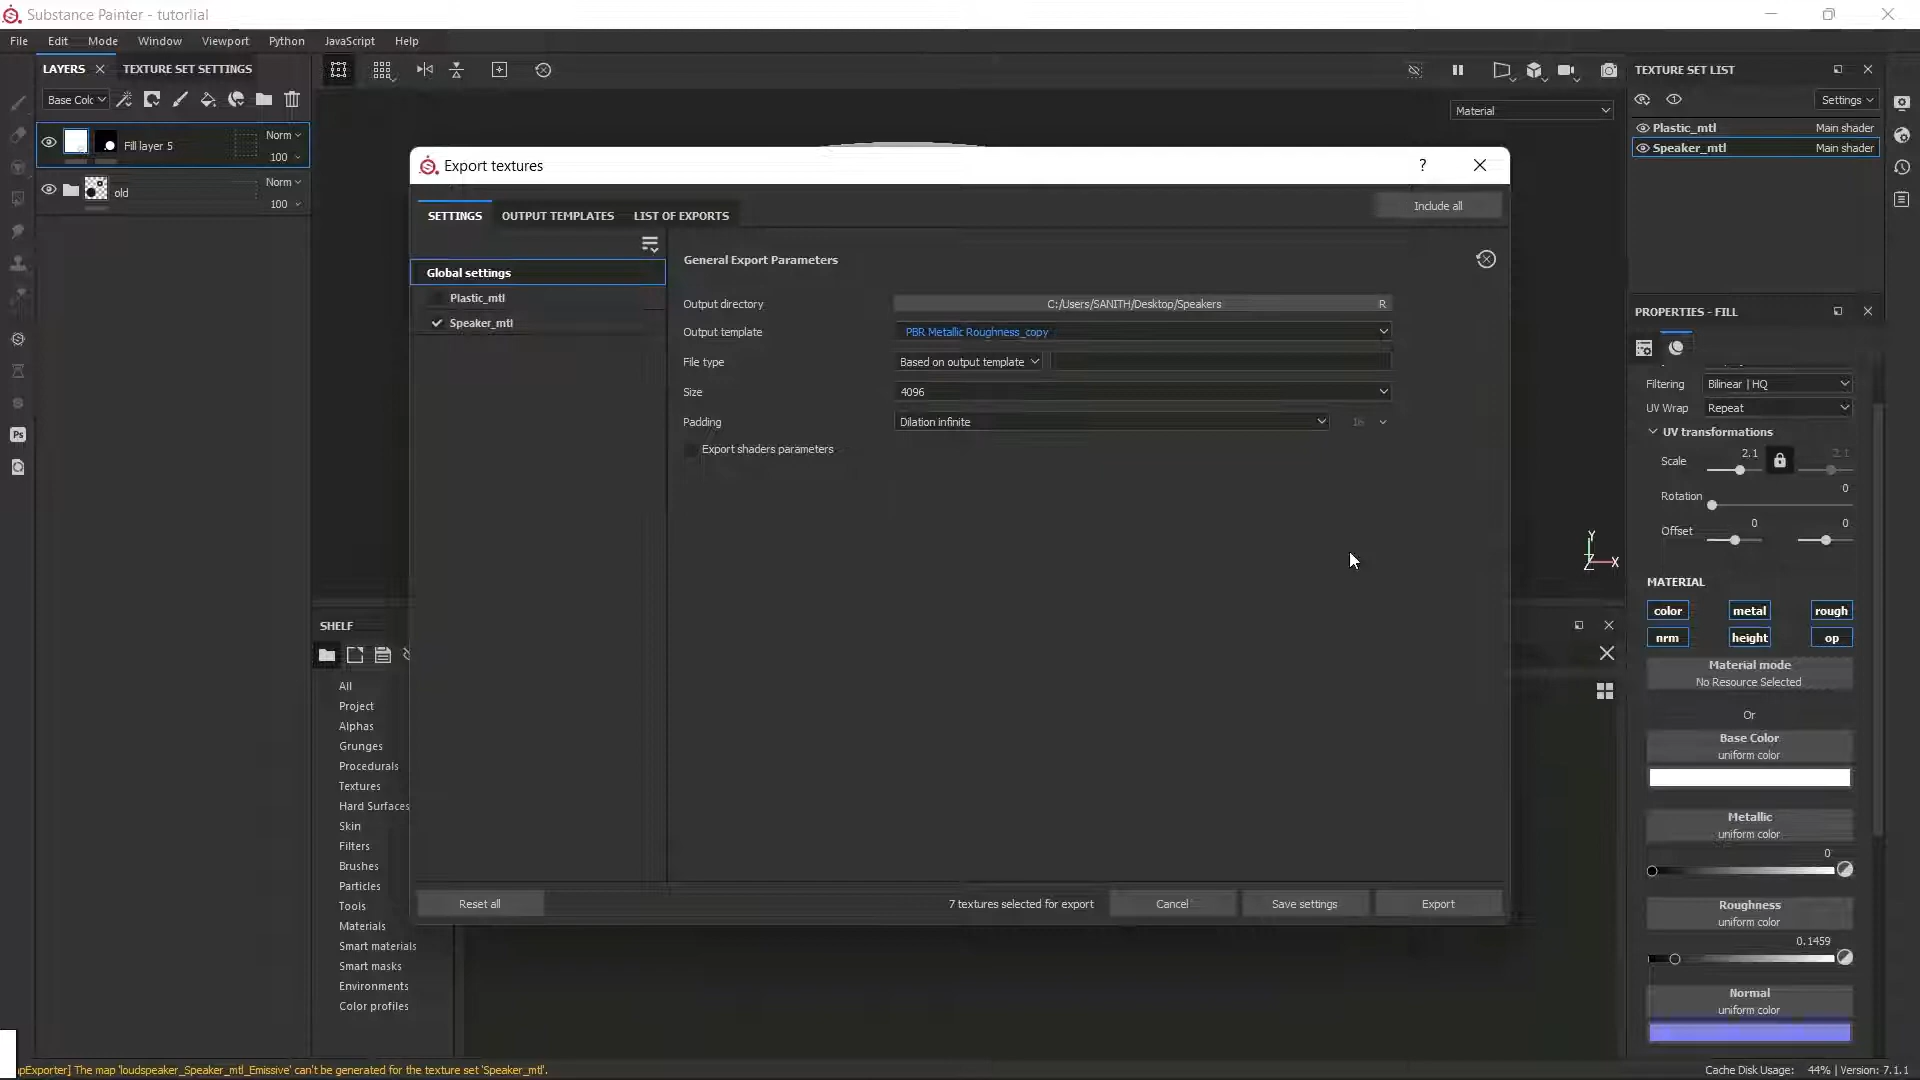 Substance Painter - tutorlial
File Edit Mode Window Viewport Python JavaScript Help
LAYERS TEXTURE SET SETTINGS
Base Colc
Fill layer 5 Norm 100
old Norm 100
Material
TEXTURE SET LIST
Settings
Plastic_mtl Main shader
Speaker_mtl Main shader
Export textures ?
SETTINGS OUTPUT TEMPLATES LIST OF EXPORTS Include all
Global settings
Plastic_mtl
Speaker_mtl
General Export Parameters
Output directory C:/Users/SANITH/Desktop/Speakers R
Output template PBR Metallic Roughness_copy
File type Based on output template
Size 4096
Padding Dilation infinite 16
Export shaders parameters
Reset all 7 textures selected for export Cancel Save settings Export
Y
Z X
SHELF
All
Project
Alphas
Grunges
Procedurals
Textures
Hard Surfaces
Skin
Filters
Brushes
Particles
Tools
Materials
Smart materials
Smart masks
Environments
Color profiles
PROPERTIES - FILL
Filtering Bilinear | HQ
UV Wrap Repeat
UV transformations
Scale 2.1 2.1
Rotation 0
Offset 0 0
MATERIAL
color metal rough
nrm height op
Material mode
No Resource Selected
Or
Base Color
uniform color
Metallic
uniform color
0
Roughness
uniform color
0.1459
Normal
uniform color
Ps
pExporter] The map 'loudspeaker_Speaker_mtl_Emissive' can't be generated for the texture set 'Speaker_mtl'.
Cache Disk Usage: 44% | Version: 7.1.1